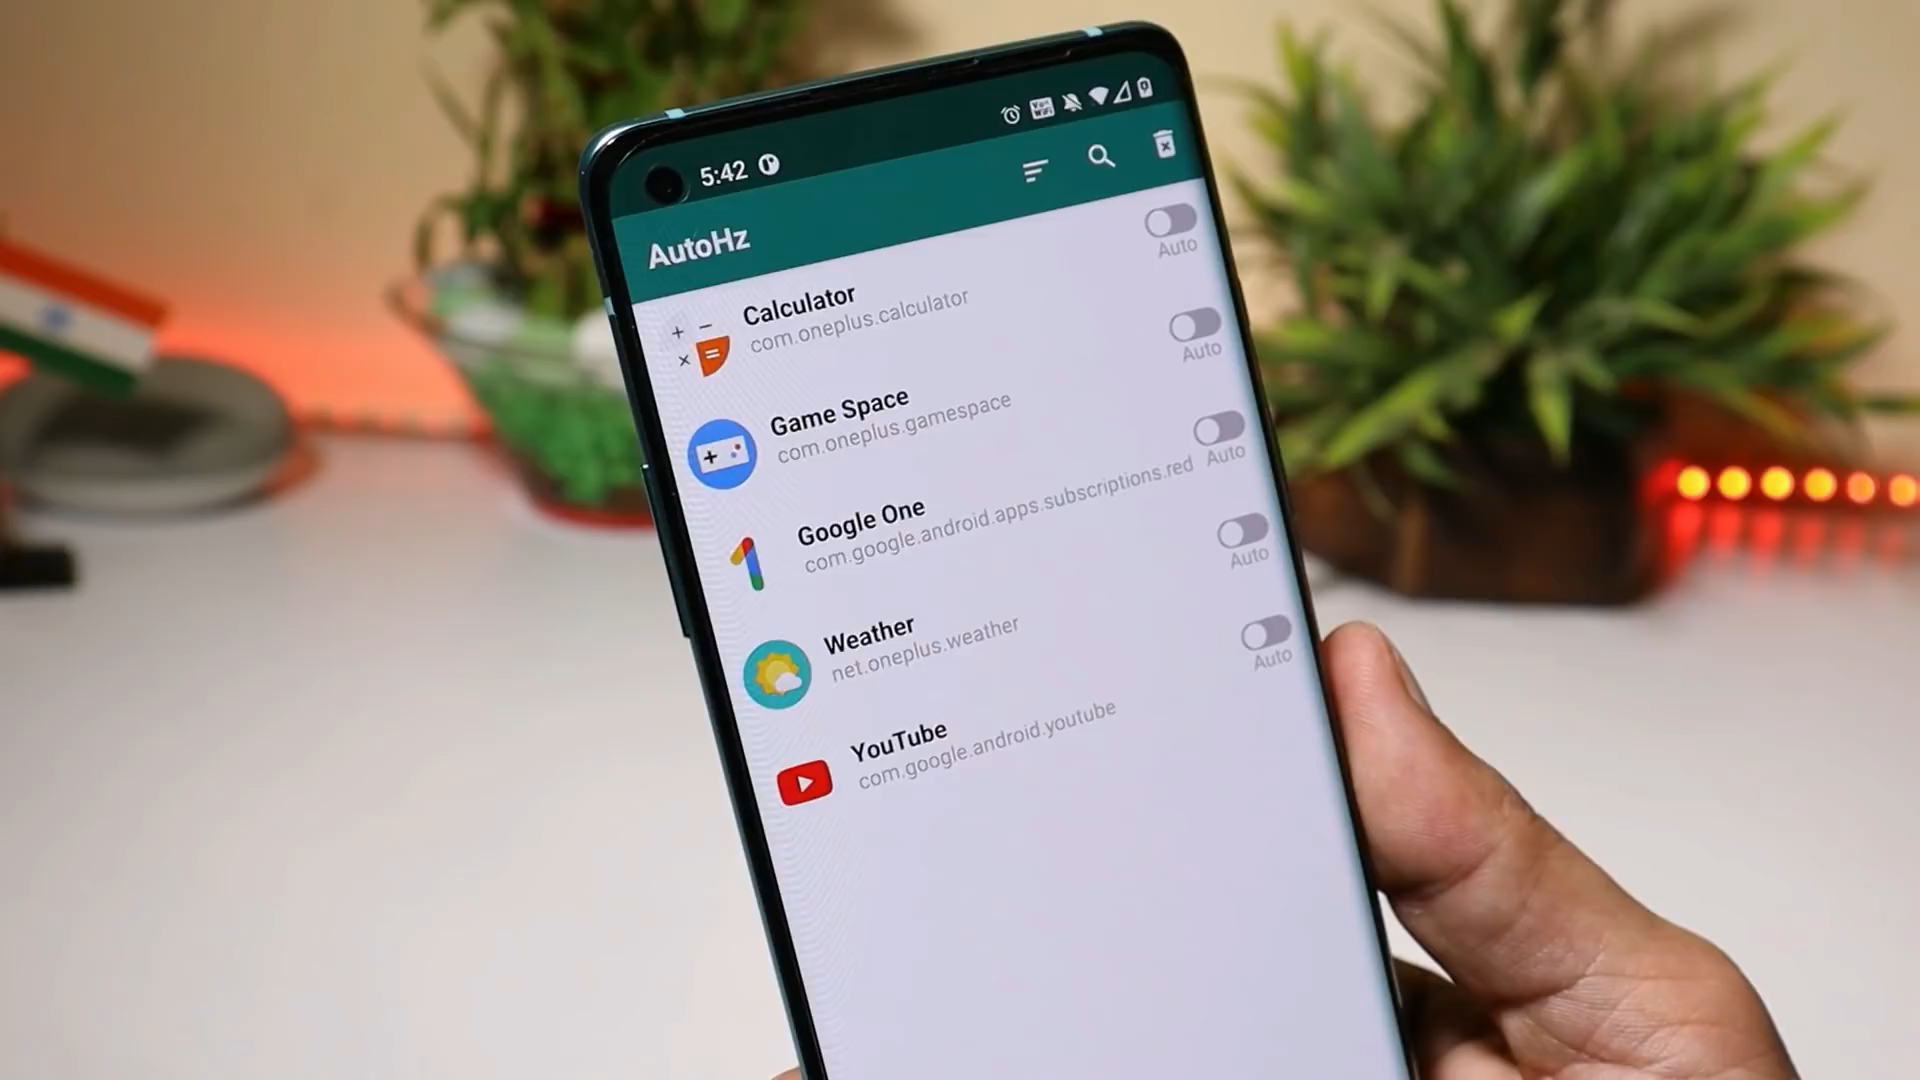 5:42
AutoHz
Calculator
com.oneplus.calculator
Auto
Game Space
com.oneplus.gamespace
Auto
Google One
com.google.android.apps.subscriptions.red
Auto
Weather
net.oneplus.weather
Auto
YouTube
com.google.android.youtube
Auto